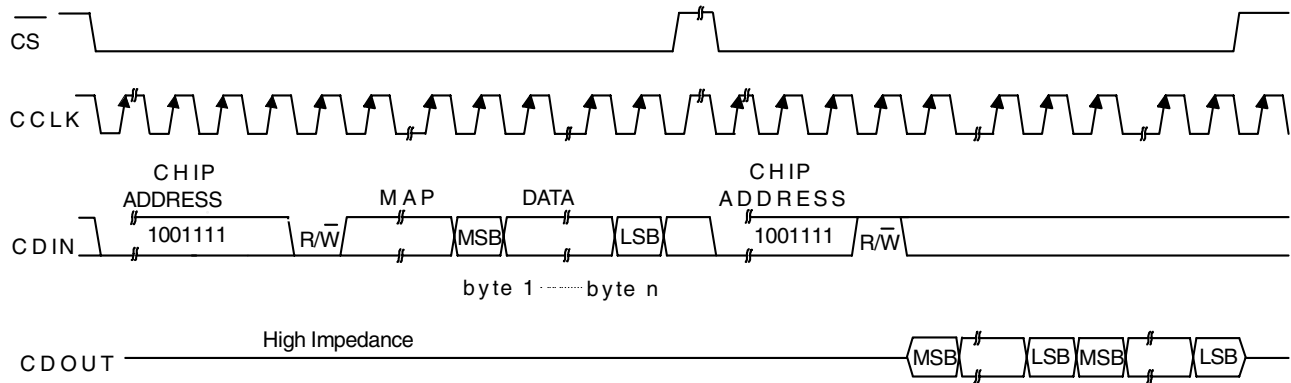 C̅S̅
CCLK
CHIP
ADDRESS
MAP
DATA
CHIP
ADDRESS
CDIN
1001111
R/W̅
MSB
LSB
1001111
R/W̅
byte 1 ········ byte n
High Impedance
CDOUT
MSB
LSB
MSB
LSB